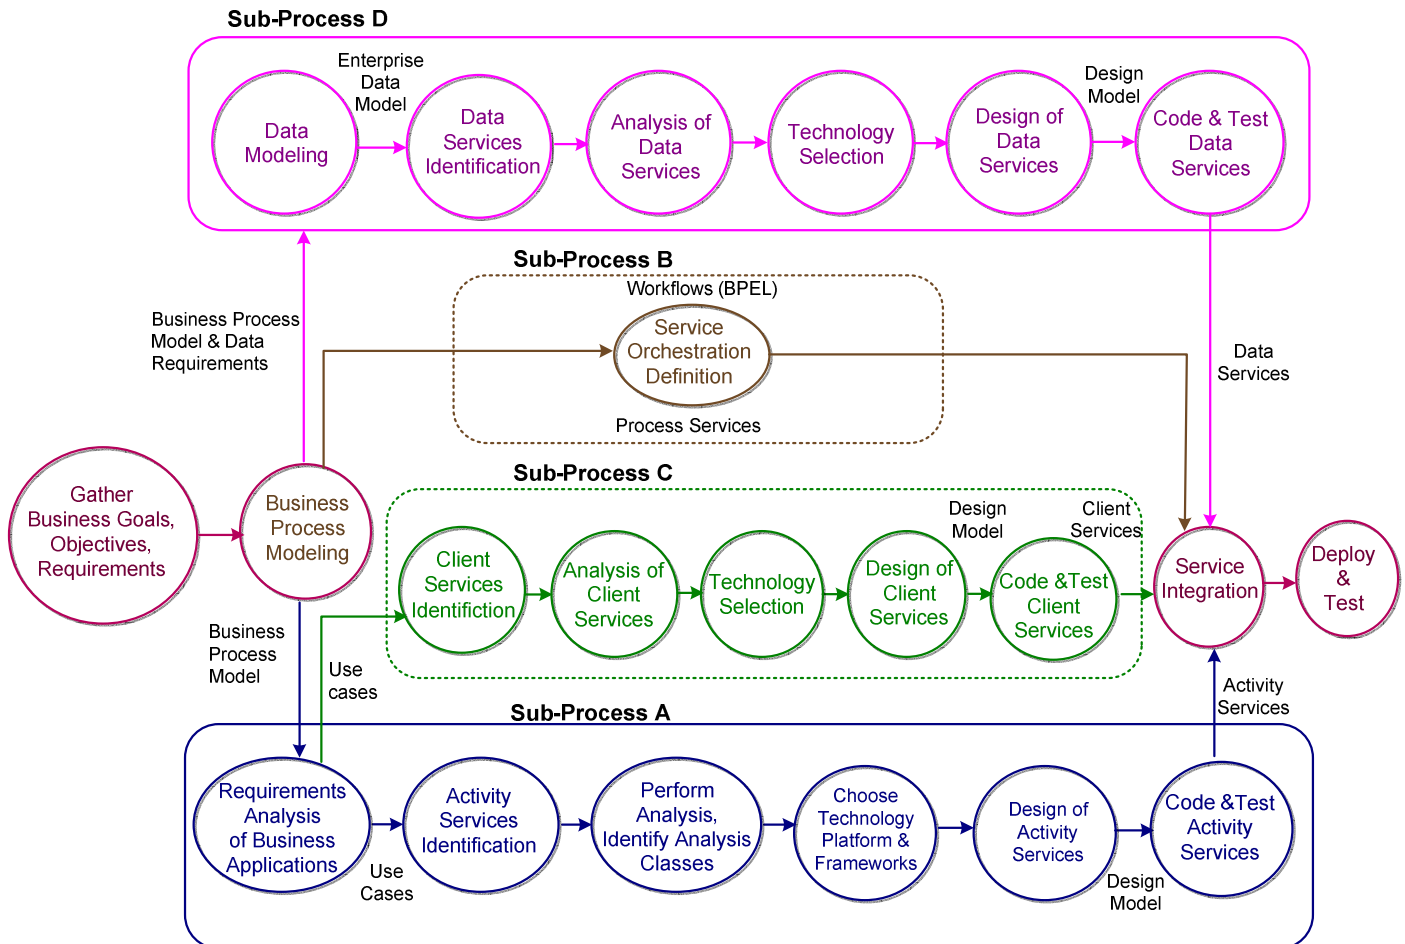 Sub-Process D
Enterprise
Data
Model
Data
Modeling
Data
Services
Identification
Analysis of
Data
Services
Technology
Selection
Design of
Data
Services
Design
Model
Code & Test
Data
Services
Business Process
Model & Data
Requirements
Sub-Process B
Workflows (BPEL)
Service
Orchestration
Definition
Process Services
Data
Services
Gather
Business Goals,
Objectives,
Requirements
Business
Process
Modeling
Sub-Process C
Client
Services
Identifiction
Analysis of
Client
Services
Technology
Selection
Design of
Client
Services
Design
Model
Code &Test
Client
Services
Client
Services
Service
Integration
Deploy
&
Test
Business
Process
Model
Use
cases
Activity
Services
Sub-Process A
Requirements
Analysis
of Business
Applications
Use
Cases
Activity
Services
Identification
Perform
Analysis,
Identify Analysis
Classes
Choose
Technology
Platform &
Frameworks
Design of
Activity
Services
Design
Model
Code &Test
Activity
Services